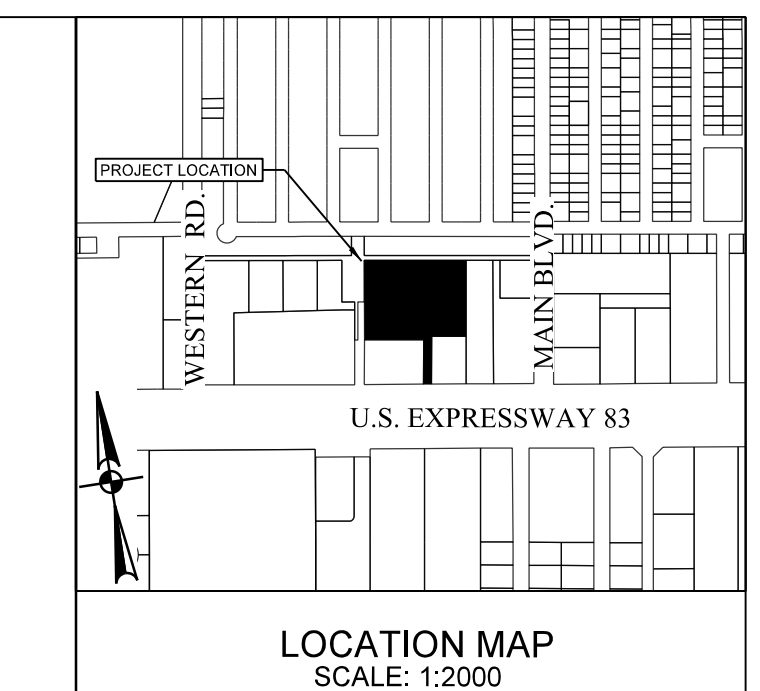 PROJECT LOCATION
WESTERN RD.
MAIN BLVD.
U.S. EXPRESSWAY 83
LOCATION MAP
SCALE: 1:2000